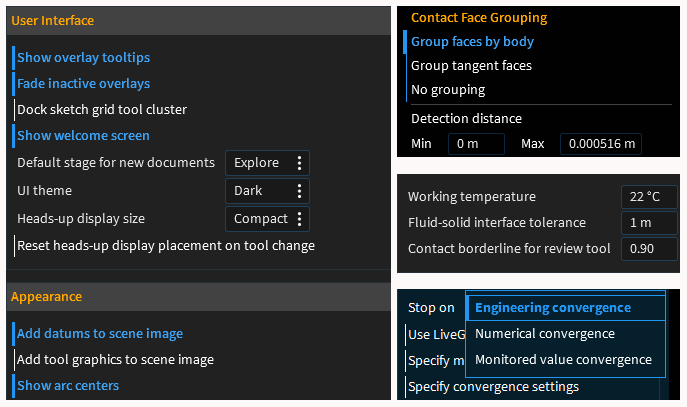 User Interface
Show overlay tooltips
Fade inactive overlays
Dock sketch grid tool cluster
Show welcome screen
Default stage for new documents Explore
UI theme Dark
Heads-up display size Compact
Reset heads-up display placement on tool change
Appearance
Add datums to scene image
Add tool graphics to scene image
Show arc centers
Contact Face Grouping
Group faces by body
Group tangent faces
No grouping
Detection distance
Min 0 m Max 0.000516 m
Working temperature 22 °C
Fluid-solid interface tolerance 1 m
Contact borderline for review tool 0.90
Stop on Engineering convergence
Use LiveG Numerical convergence
Specify m Monitored value convergence
Specify convergence settings